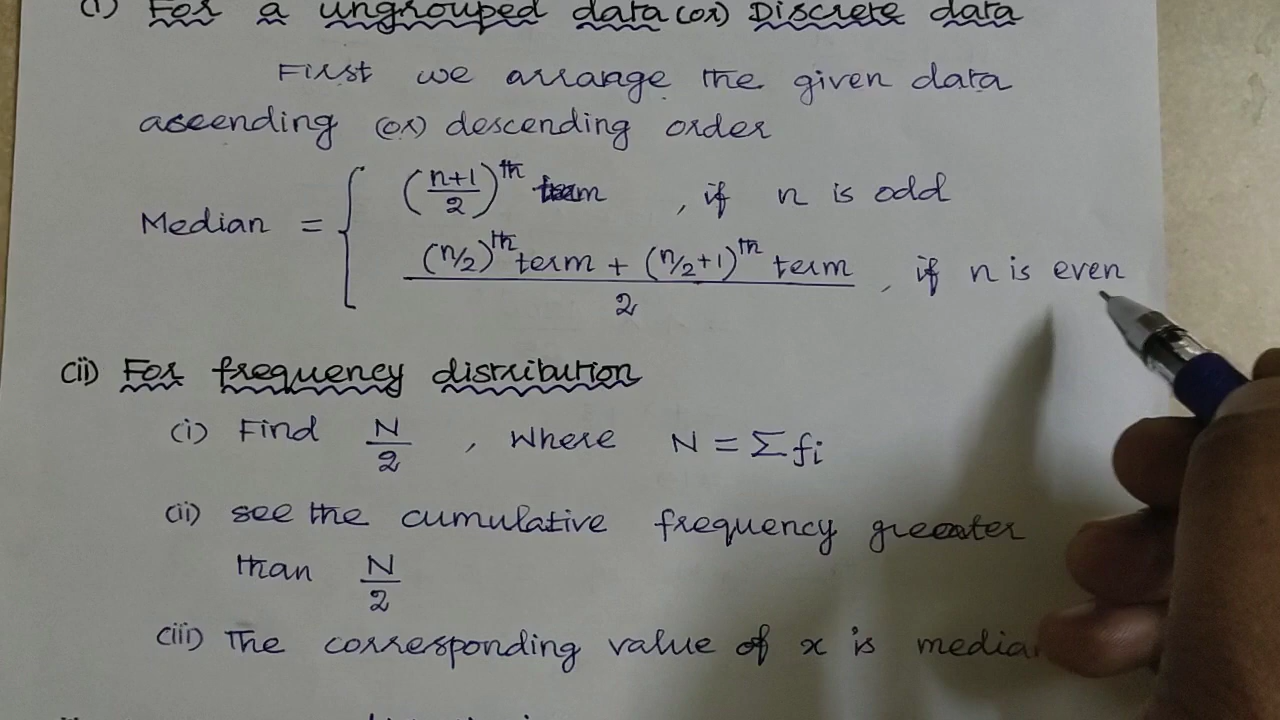 (i) For a ungrouped data (or) Discrete data
First we arrange the given data
ascending (or) descending order
Median = { ((n+1)/2)th term , if n is odd
((n/2)th term + (n/2+1)th term)/2 , if n is even
(ii) For frequency distribution
(i) Find N/2 , Where N = Σfi
(ii) see the cumulative frequency greater
than N/2
(iii) The corresponding value of x is media